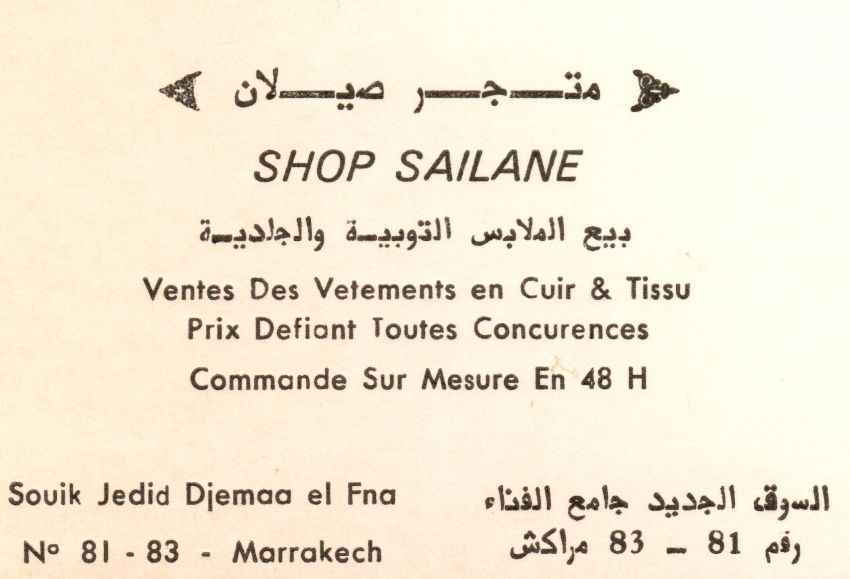 متجر صيلان
SHOP SAILANE
بيع الملابس التوبية والجلدية
Ventes Des Vetements en Cuir & Tissu
Prix Defiant Toutes Concurences
Commande Sur Mesure En 48 H
Souik Jedid Djemaa el Fna
Nº 81 - 83 - Marrakech
السوق الجديد جامع الفناء
رقم 81 – 83 مراكش